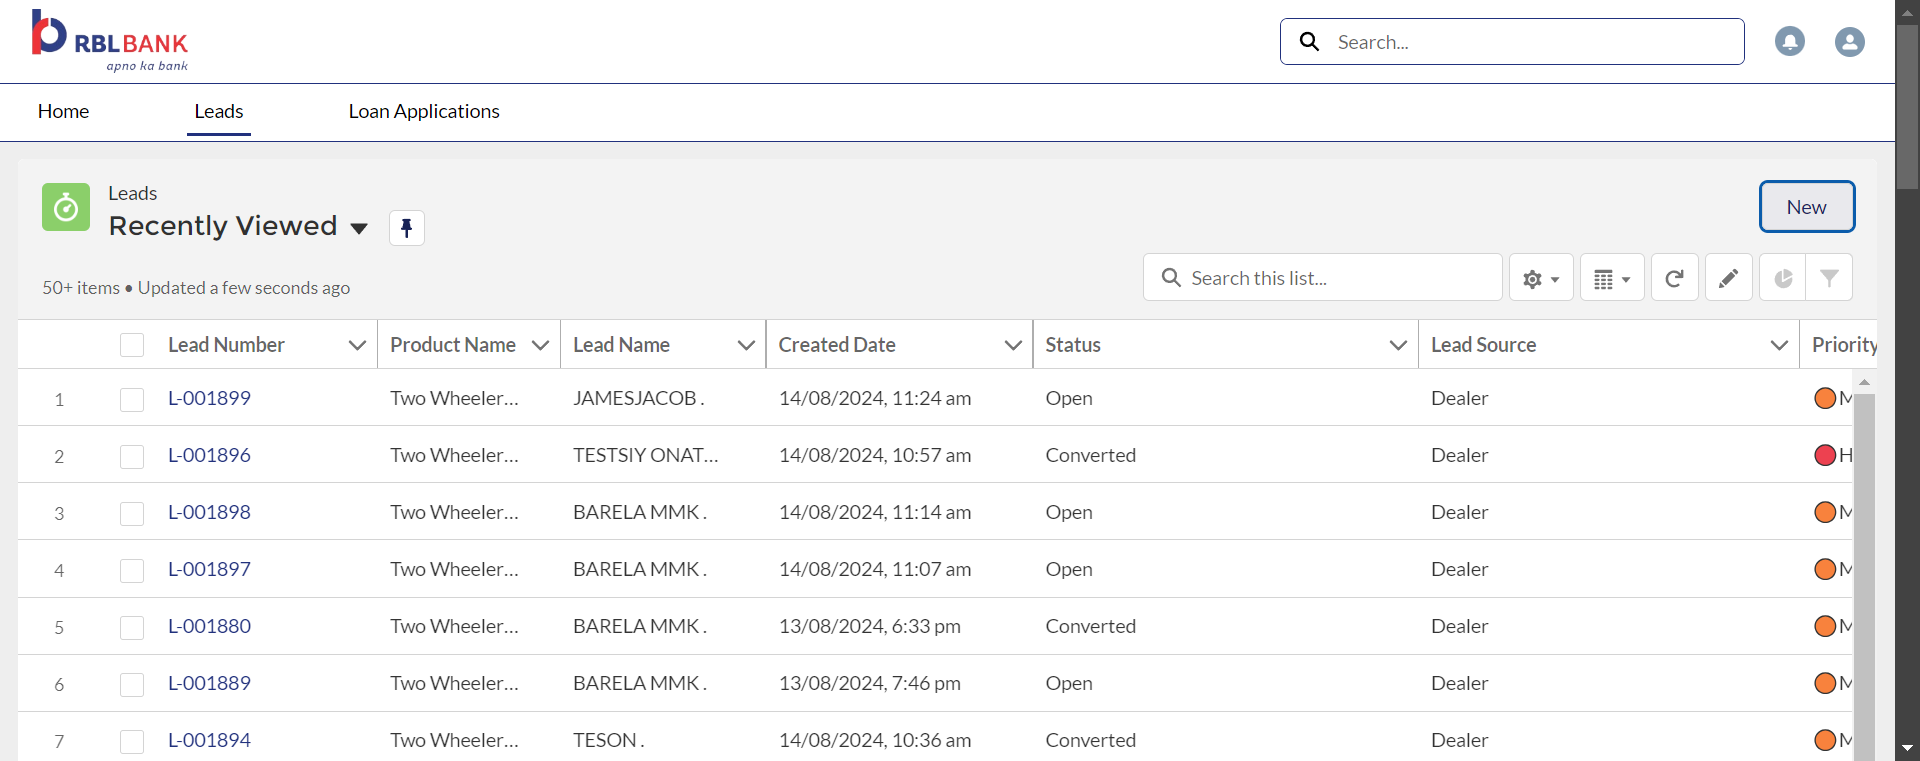 RBLBANK
apno ka bank
Search...
Home Leads Loan Applications
Leads
Recently Viewed
New
50+ items • Updated a few seconds ago
Search this list...
Lead Number Product Name Lead Name Created Date Status Lead Source Priority
1 L-001899 Two Wheeler... JAMESJACOB . 14/08/2024, 11:24 am Open Dealer M
2 L-001896 Two Wheeler... TESTSIY ONAT... 14/08/2024, 10:57 am Converted Dealer H
3 L-001898 Two Wheeler... BARELA MMK . 14/08/2024, 11:14 am Open Dealer M
4 L-001897 Two Wheeler... BARELA MMK . 14/08/2024, 11:07 am Open Dealer M
5 L-001880 Two Wheeler... BARELA MMK . 13/08/2024, 6:33 pm Converted Dealer M
6 L-001889 Two Wheeler... BARELA MMK . 13/08/2024, 7:46 pm Open Dealer M
7 L-001894 Two Wheeler... TESON . 14/08/2024, 10:36 am Converted Dealer M